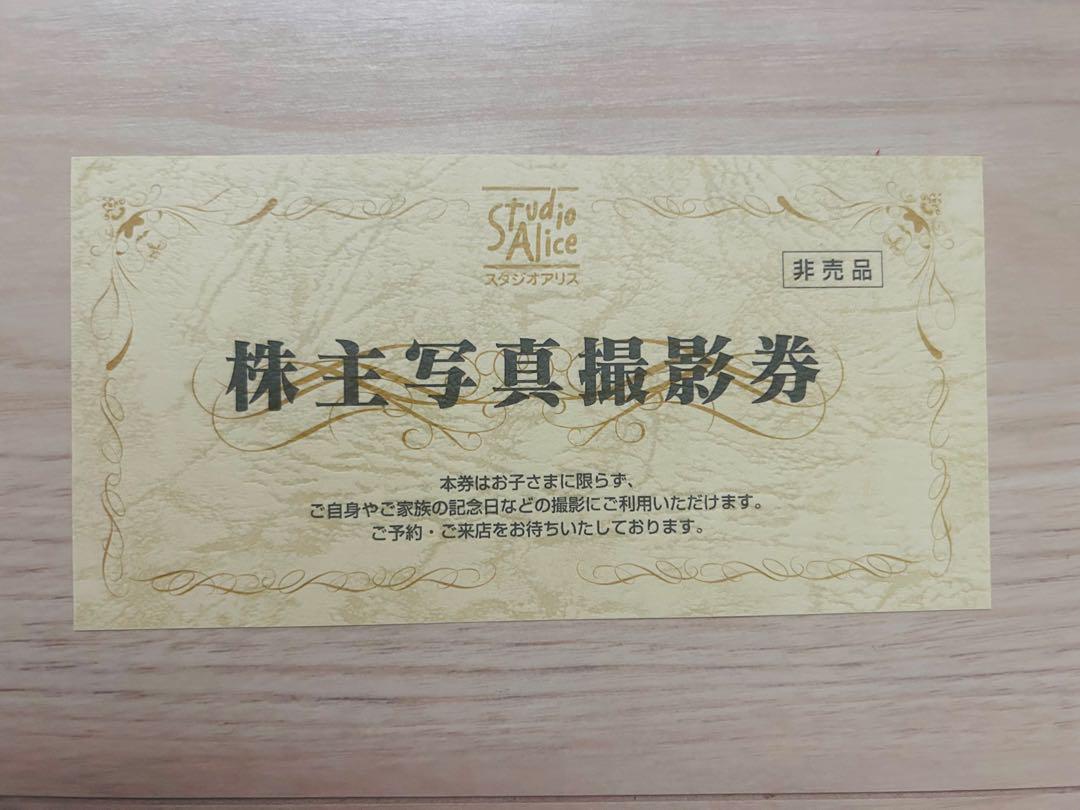 Studio
Alice
スタジオアリス
非売品
株主写真撮影券
本券はお子さまに限らず、
ご自身やご家族の記念日などの撮影にご利用いただけます。
ご予約・ご来店をお待ちいたしております。